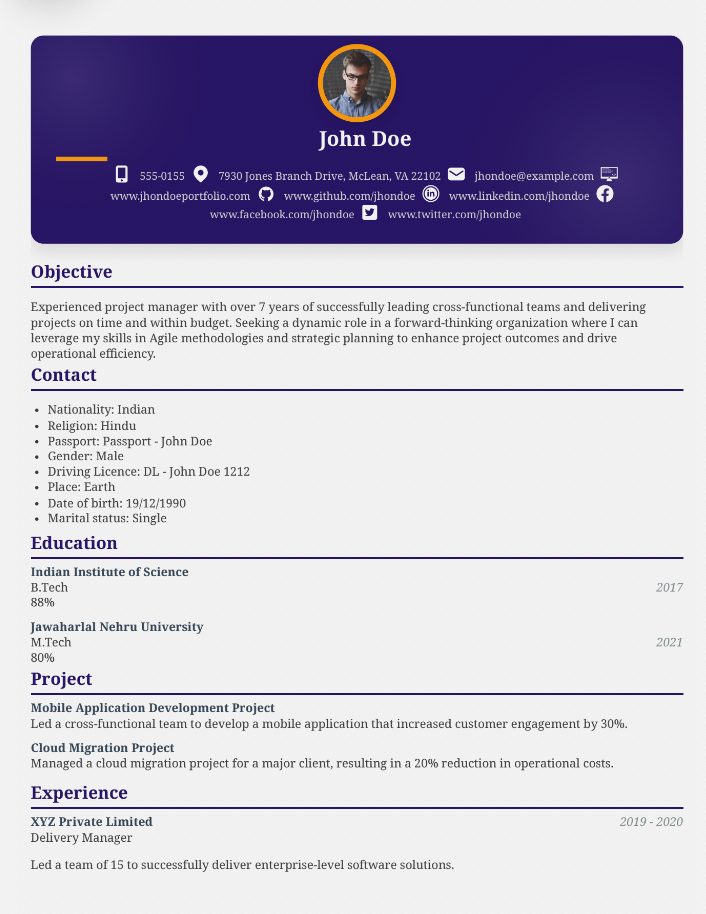 John Doe
555-0155 7930 Jones Branch Drive, McLean, VA 22102 jhondoe@example.com
www.jhondoeportfolio.com www.github.com/jhondoe www.linkedin.com/jhondoe
www.facebook.com/jhondoe www.twitter.com/jhondoe
Objective
Experienced project manager with over 7 years of successfully leading cross-functional teams and delivering
projects on time and within budget. Seeking a dynamic role in a forward-thinking organization where I can
leverage my skills in Agile methodologies and strategic planning to enhance project outcomes and drive
operational efficiency.
Contact
• Nationality: Indian
• Religion: Hindu
• Passport: Passport - John Doe
• Gender: Male
• Driving Licence: DL - John Doe 1212
• Place: Earth
• Date of birth: 19/12/1990
• Marital status: Single
Education
Indian Institute of Science
B.Tech 2017
88%
Jawaharlal Nehru University
M.Tech 2021
80%
Project
Mobile Application Development Project
Led a cross-functional team to develop a mobile application that increased customer engagement by 30%.
Cloud Migration Project
Managed a cloud migration project for a major client, resulting in a 20% reduction in operational costs.
Experience
XYZ Private Limited 2019 - 2020
Delivery Manager
Led a team of 15 to successfully deliver enterprise-level software solutions.